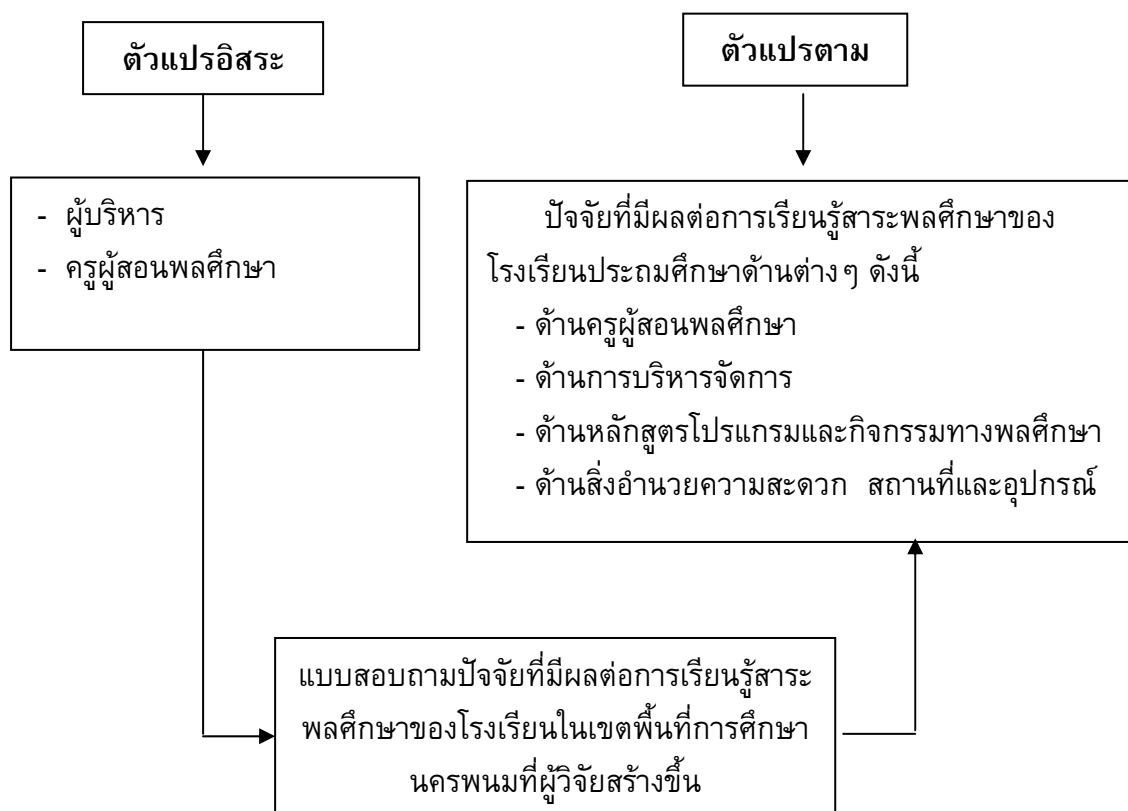 ตัวแปรอิสระ
ตัวแปรตาม
- ผู้บริหาร
- ครูผู้สอนพลศึกษา
ปัจจัยที่มีผลต่อการเรียนรู้สาระพลศึกษาของ
โรงเรียนประถมศึกษาด้านต่างๆ ดังนี้
- ด้านครูผู้สอนพลศึกษา
- ด้านการบริหารจัดการ
- ด้านหลักสูตรโปรแกรมและกิจกรรมทางพลศึกษา
- ด้านสิ่งอำนวยความสะดวก สถานที่และอุปกรณ์
แบบสอบถามปัจจัยที่มีผลต่อการเรียนรู้สาระ
พลศึกษาของโรงเรียนในเขตพื้นที่การศึกษา
นครพนมที่ผู้วิจัยสร้างขึ้น